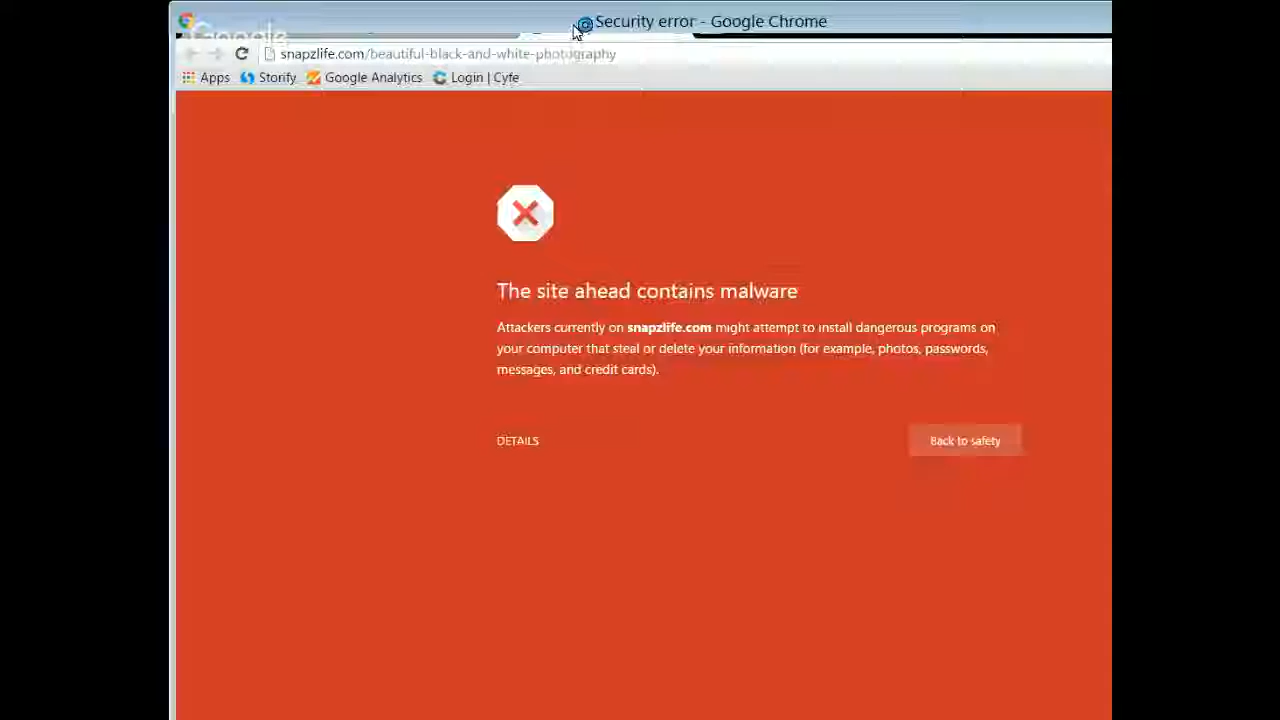 Security error - Google Chrome
Google
snapzlife.com/beautiful-black-and-white-photography
Apps Storify Google Analytics Login | Cyfe
The site ahead contains malware
Attackers currently on snapzlife.com might attempt to install dangerous programs on
your computer that steal or delete your information (for example, photos, passwords,
messages, and credit cards).
DETAILS Back to safety